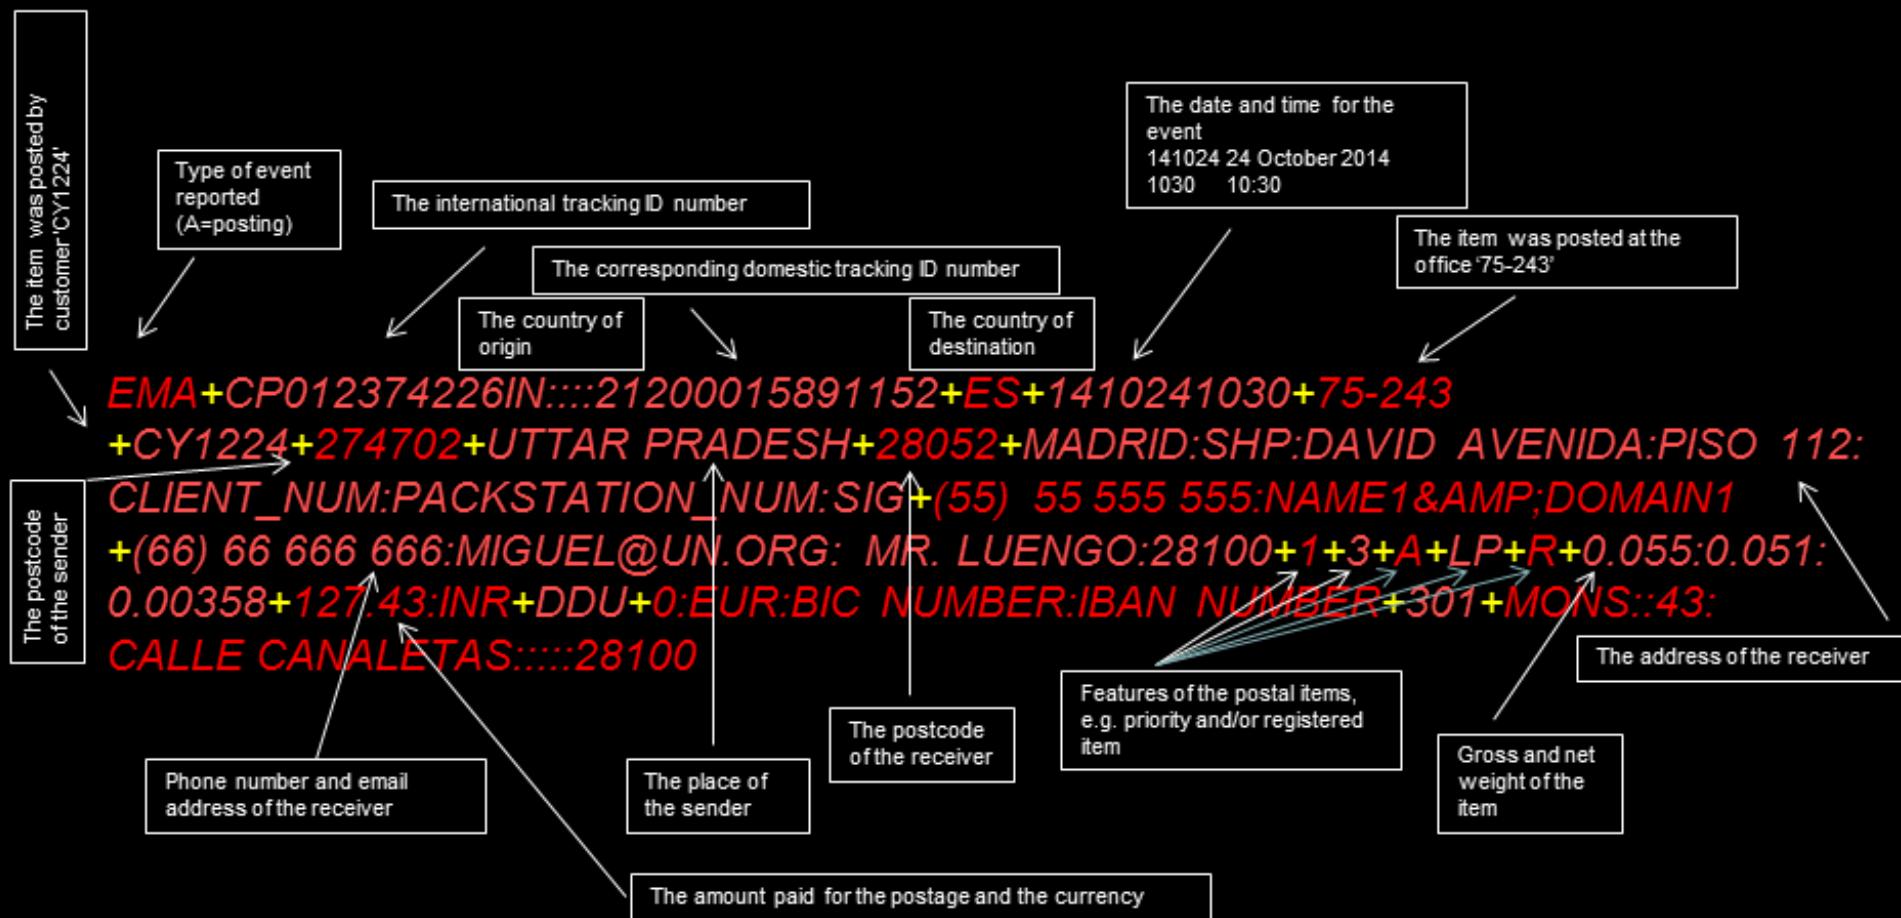 The item was posted by
customer 'CY1224'
Type of event
reported
(A=posting)
The international tracking ID number
The corresponding domestic tracking ID number
The country of
origin
The country of
destination
The date and time for the
event
141024 24 October 2014
1030 10:30
The item was posted at the
office '75-243'
EMA+CP012374226IN::::21200015891152+ES+1410241030+75-243
+CY1224+274702+UTTAR PRADESH+28052+MADRID:SHP:DAVID AVENIDA:PISO 112:
CLIENT_NUM:PACKSTATION_NUM:SIG+(55) 55 555 555:NAME1&AMP;DOMAIN1
+(66) 66 666 666:MIGUEL@UN.ORG: MR. LUENGO:28100+1+3+A+LP+R+0.055:0.051:
0.00358+127.43:INR+DDU+0:EUR:BIC NUMBER:IBAN NUMBER+301+MONS::43:
CALLE CANALETAS:::::28100
The postcode
of the sender
Phone number and email
address of the receiver
The place of
the sender
The postcode
of the receiver
Features of the postal items,
e.g. priority and/or registered
item
Gross and net
weight of the
item
The address of the receiver
The amount paid for the postage and the currency